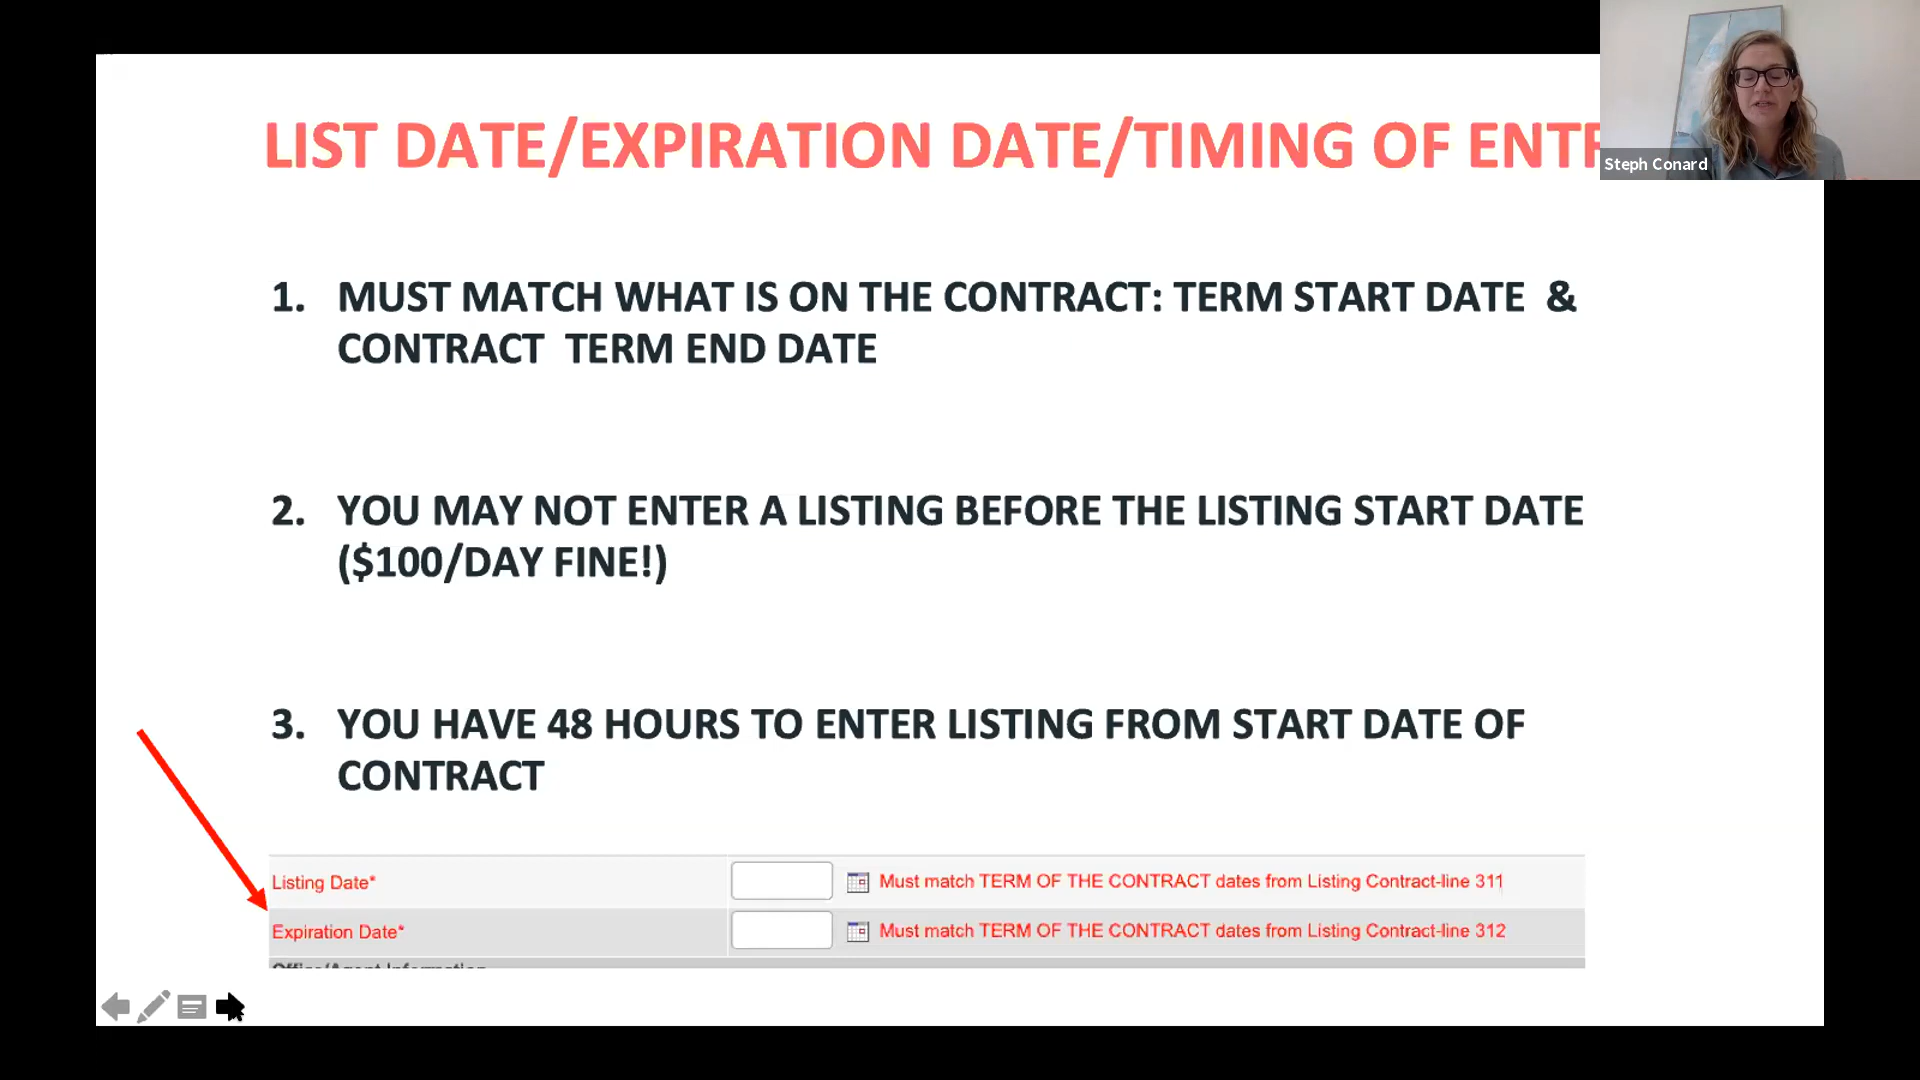 LIST DATE/EXPIRATION DATE/TIMING OF ENTR
Steph Conard
1. MUST MATCH WHAT IS ON THE CONTRACT: TERM START DATE &
CONTRACT TERM END DATE
2. YOU MAY NOT ENTER A LISTING BEFORE THE LISTING START DATE
($100/DAY FINE!)
3. YOU HAVE 48 HOURS TO ENTER LISTING FROM START DATE OF
CONTRACT
Listing Date* Must match TERM OF THE CONTRACT dates from Listing Contract-line 311
Expiration Date* Must match TERM OF THE CONTRACT dates from Listing Contract-line 312
Office/Agent Information